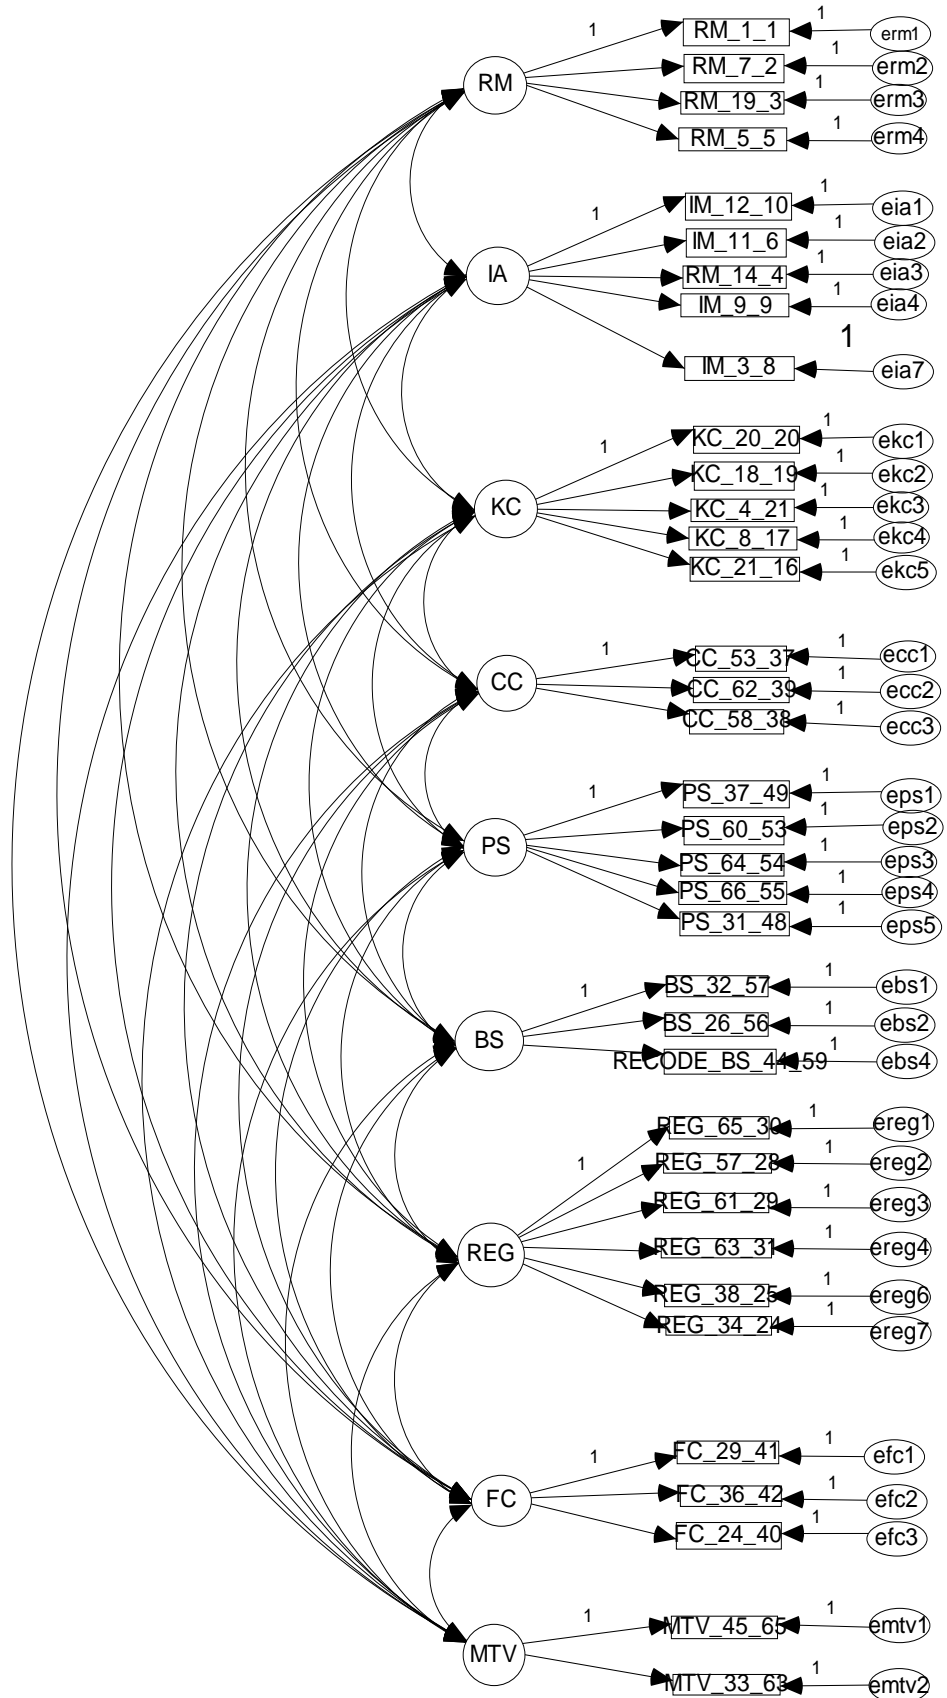 1 RM_1_1 1 erm1
RM_7_2 1 erm2
RM RM_19_3 1 erm3
RM_5_5 1 erm4
1 IM_12_10 1 eia1
IM_11_6 1 eia2
IA RM_14_4 1 eia3
IM_9_9 1 eia4
IM_3_8 1 eia7
1 KC_20_20 1 ekc1
KC_18_19 1 ekc2
KC KC_4_21 1 ekc3
KC_8_17 1 ekc4
KC_21_16 1 ekc5
1 CC_53_37 1 ecc1
CC CC_62_39 1 ecc2
CC_58_38 1 ecc3
1 PS_37_49 1 eps1
PS_60_53 1 eps2
PS PS_64_54 1 eps3
PS_66_55 1 eps4
PS_31_48 1 eps5
1 BS_32_57 1 ebs1
BS BS_26_56 1 ebs2
RECODE_BS_44_59 1 ebs4
1 REG_65_30 1 ereg1
REG_57_28 1 ereg2
REG_61_29 1 ereg3
REG REG_63_31 1 ereg4
REG_38_25 1 ereg6
REG_34_24 1 ereg7
1 FC_29_41 1 efc1
FC FC_36_42 1 efc2
FC_24_40 1 efc3
1 MTV_45_65 1 emtv1
MTV MTV_33_63 1 emtv2